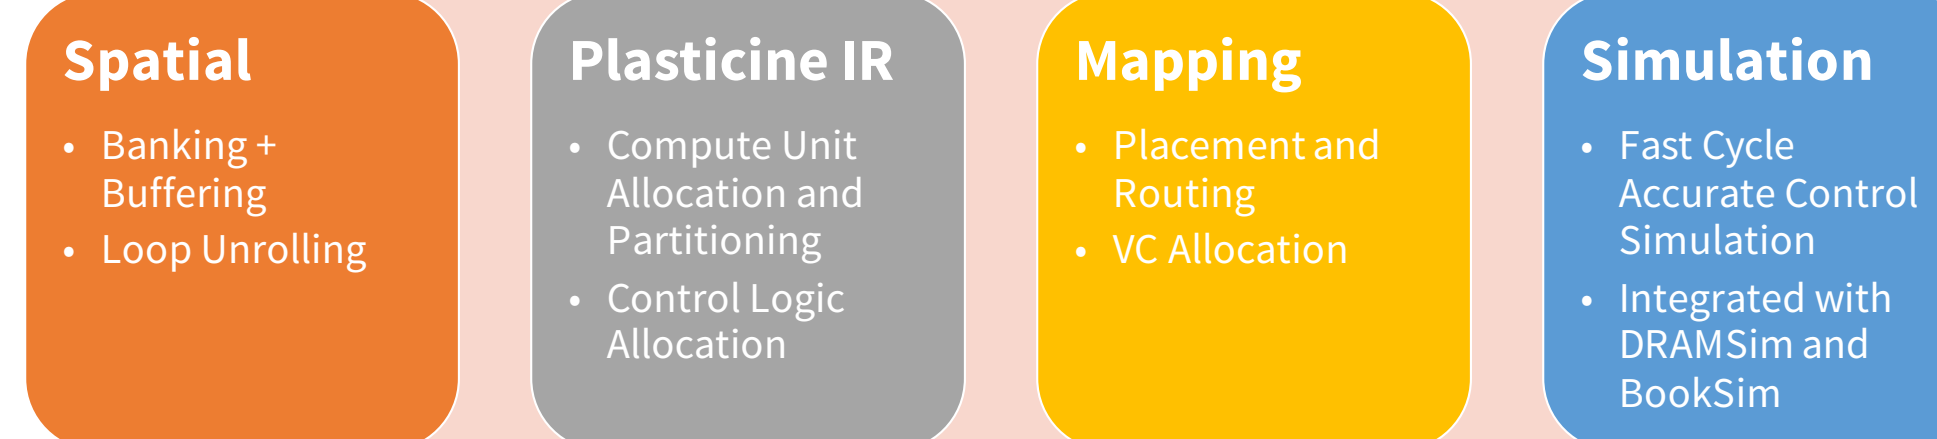 Spatial
• Banking +
Buffering
• Loop Unrolling
Plasticine IR
• Compute Unit
Allocation and
Partitioning
• Control Logic
Allocation
Mapping
• Placement and
Routing
• VC Allocation
Simulation
• Fast Cycle
Accurate Control
Simulation
• Integrated with
DRAMSim and
BookSim